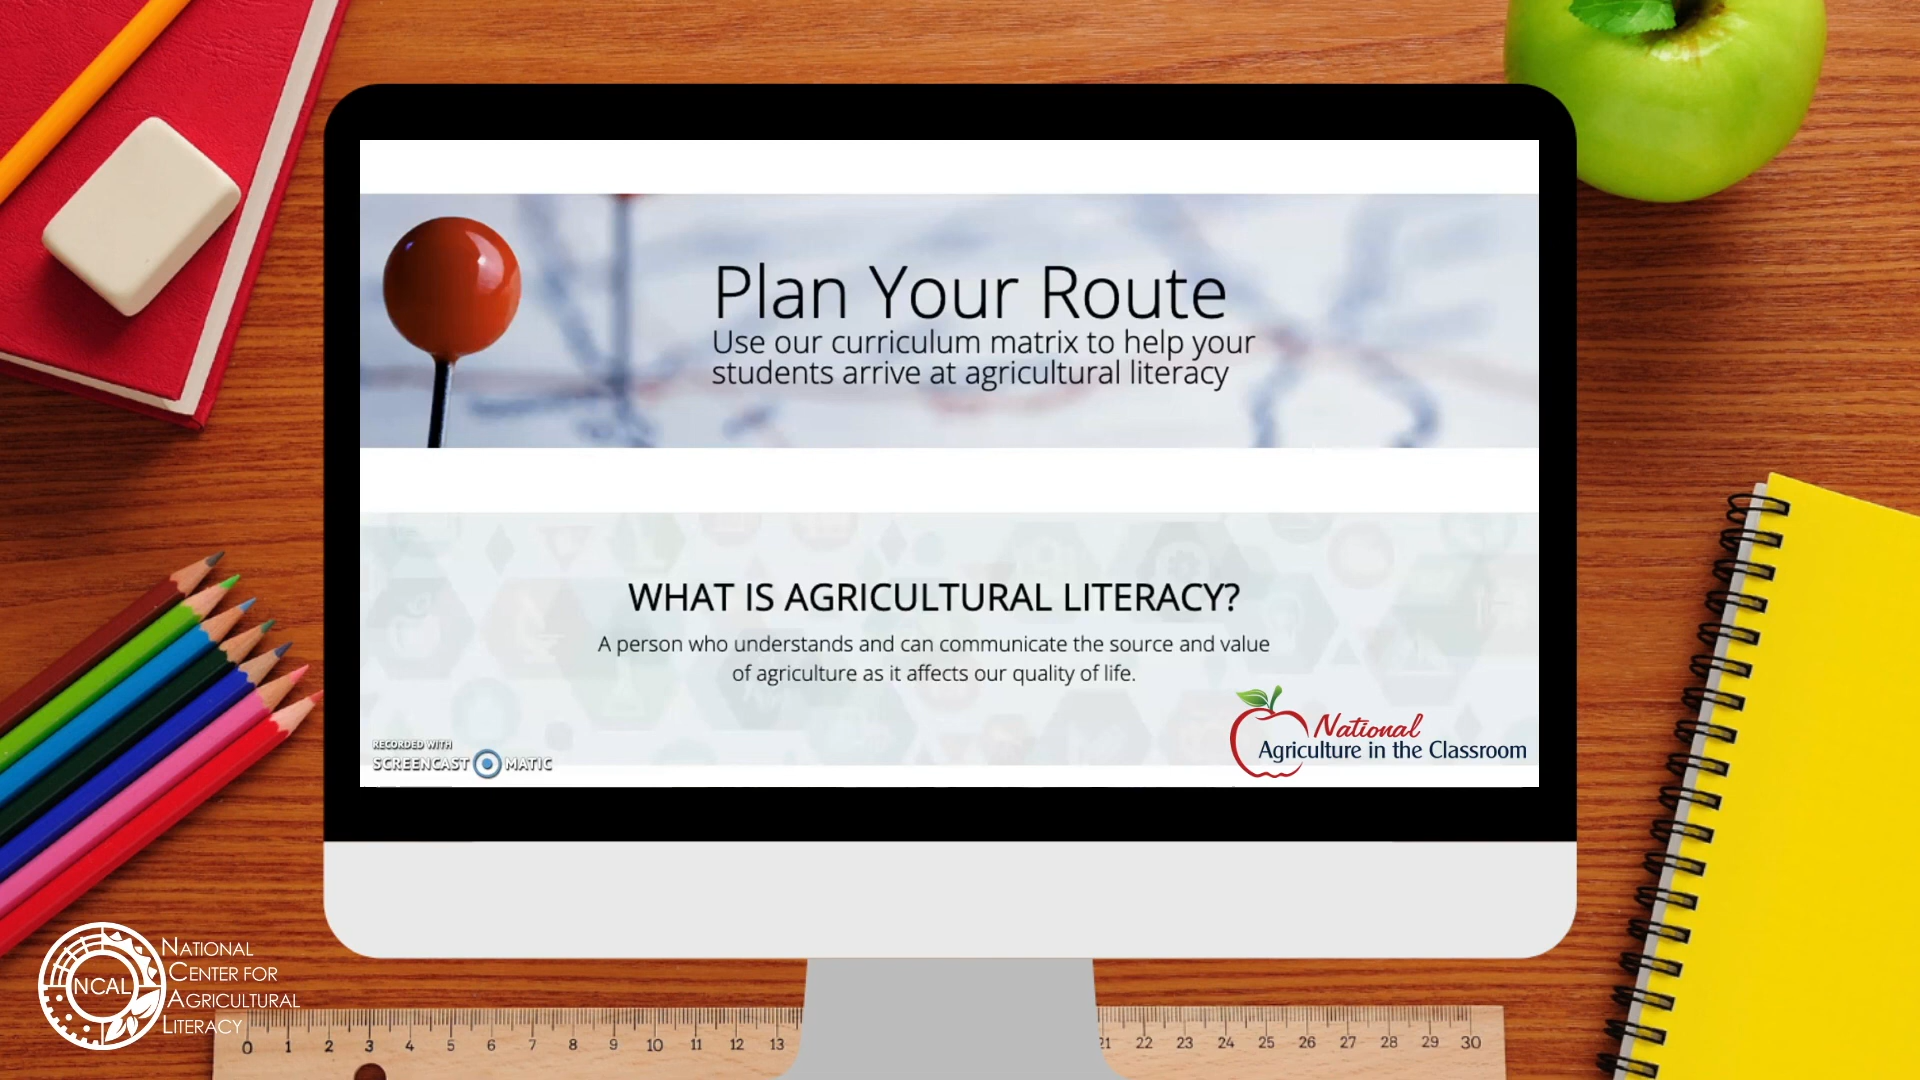 Plan Your Route
Use our curriculum matrix to help your
students arrive at agricultural literacy
WHAT IS AGRICULTURAL LITERACY?
A person who understands and can communicate the source and value
of agriculture as it affects our quality of life.
National
Agriculture in the Classroom
RECORDED WITH
SCREENCAST MATIC
NCAL
NATIONAL
CENTER FOR
AGRICULTURAL
LITERACY
0 1 2 3 4 5 6 7 8 9 10 11 12 13 21 22 23 24 25 26 27 28 29 30